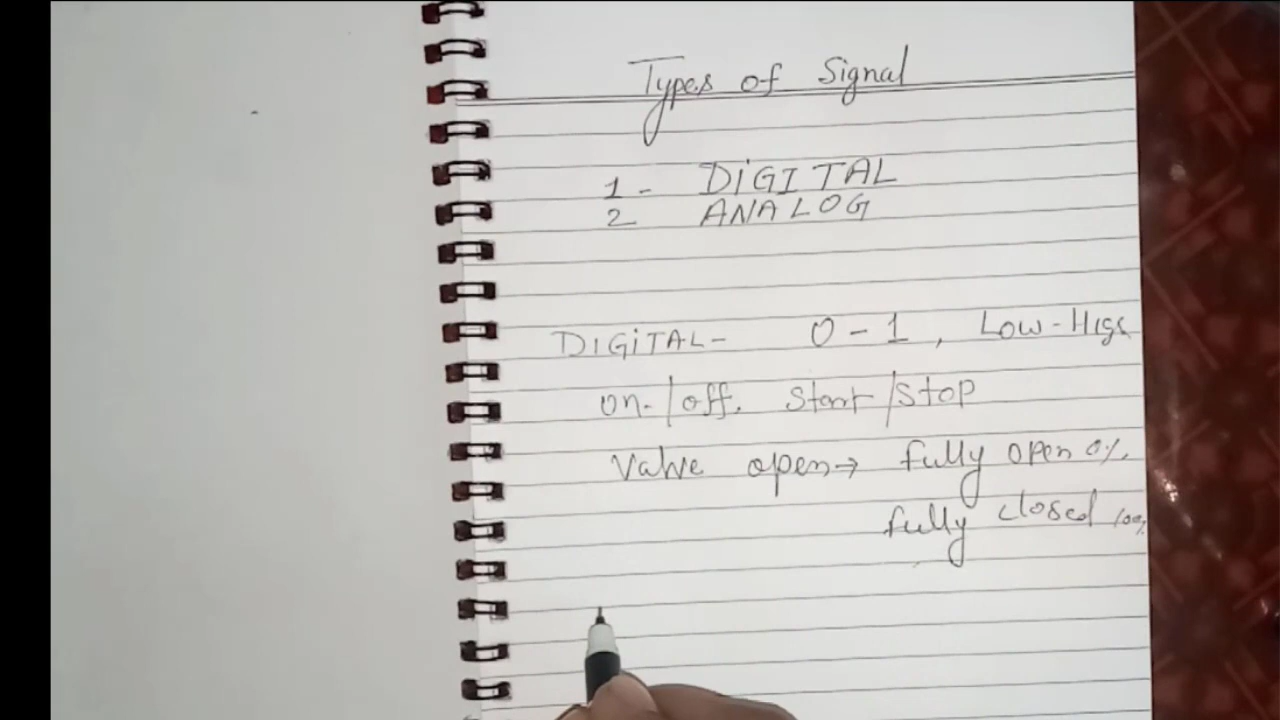 Types of Signal
1 - DiGITAL
2 ANALOG
DIGITAL - 0 - 1 , Low - High
on - / off. Start / Stop
Valve open → fully open 0%.
fully closed 100%